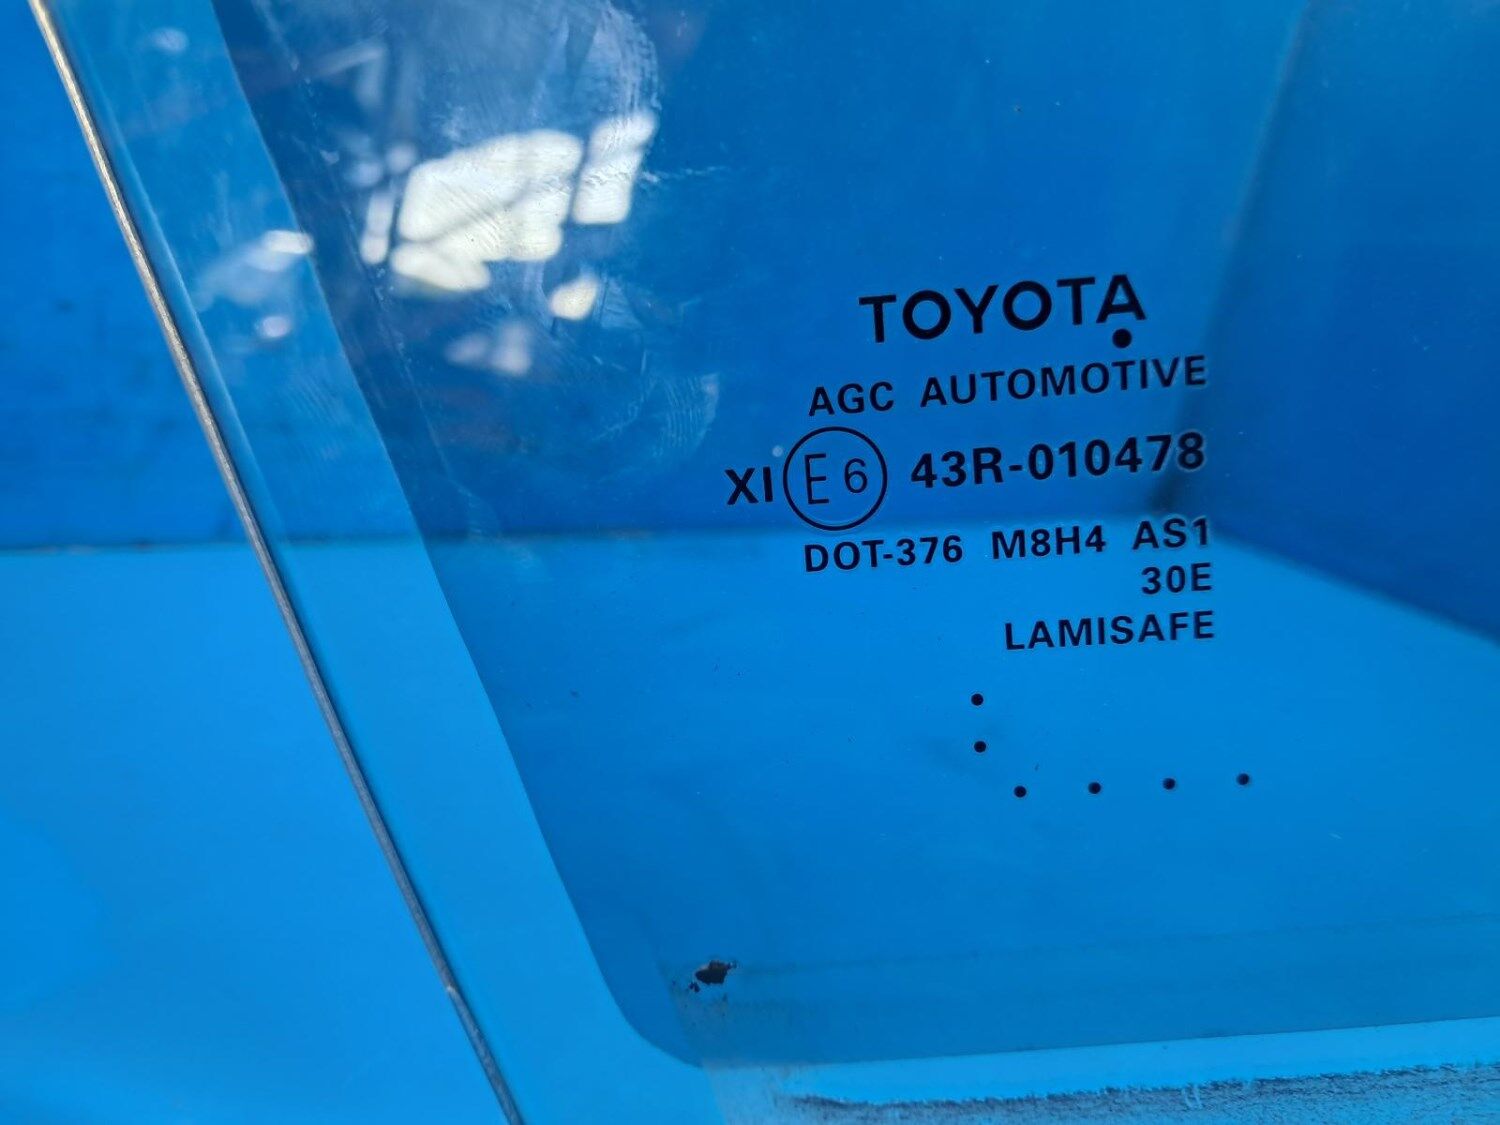 TOYOTA
AGC AUTOMOTIVE
XI E6 43R-010478
DOT-376 M8H4 AS1
30E
LAMISAFE